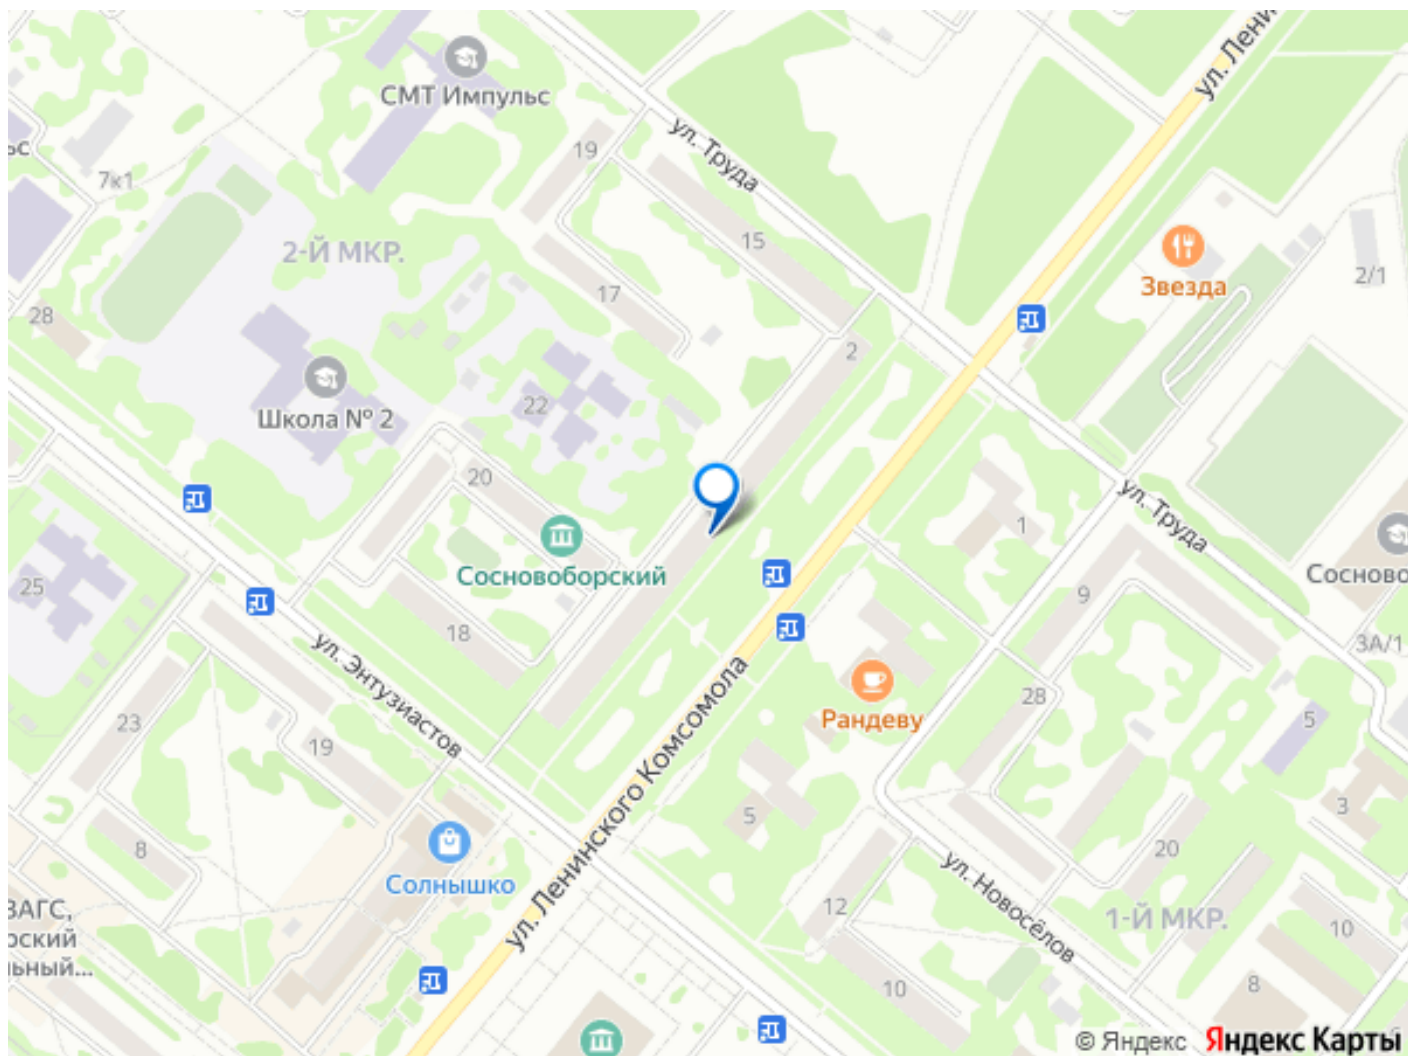 ул. Лени
СМТ Импульс
ул. Труда
19
ьс
7к1
2-Й МКР.
15
Звезда
2/1
17
28
2
Школа № 2
22
20
ул. Труда
1
Сосновоборский
Сосново
25
9
18
ул. Энтузиастов
3А/1
ул. Ленинского Комсомола
Рандеву
28
23
19
5
5
3
8
20
Солнышко
ул. Новосёлов
ЗАГС,
рский
льный...
12
1-Й МКР.
10
10
8
© Яндекс Яндекс Карты